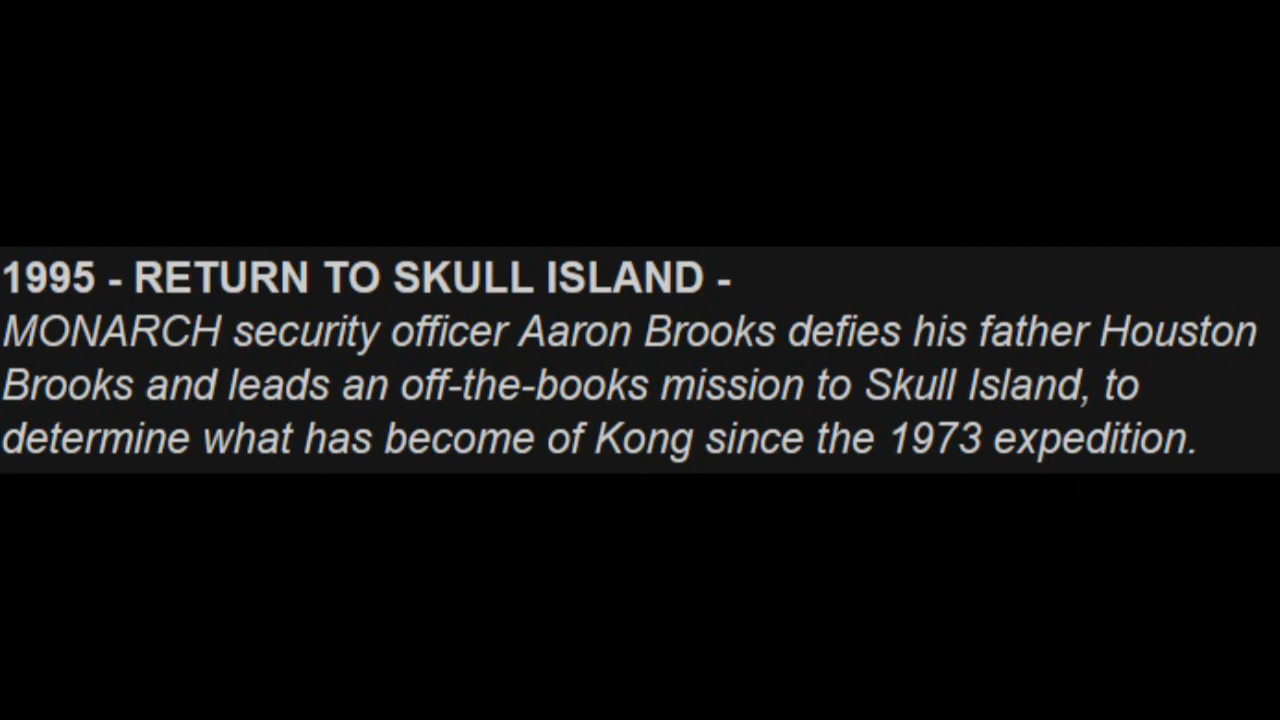 1995 - RETURN TO SKULL ISLAND -
MONARCH security officer Aaron Brooks defies his father Houston
Brooks and leads an off-the-books mission to Skull Island, to
determine what has become of Kong since the 1973 expedition.